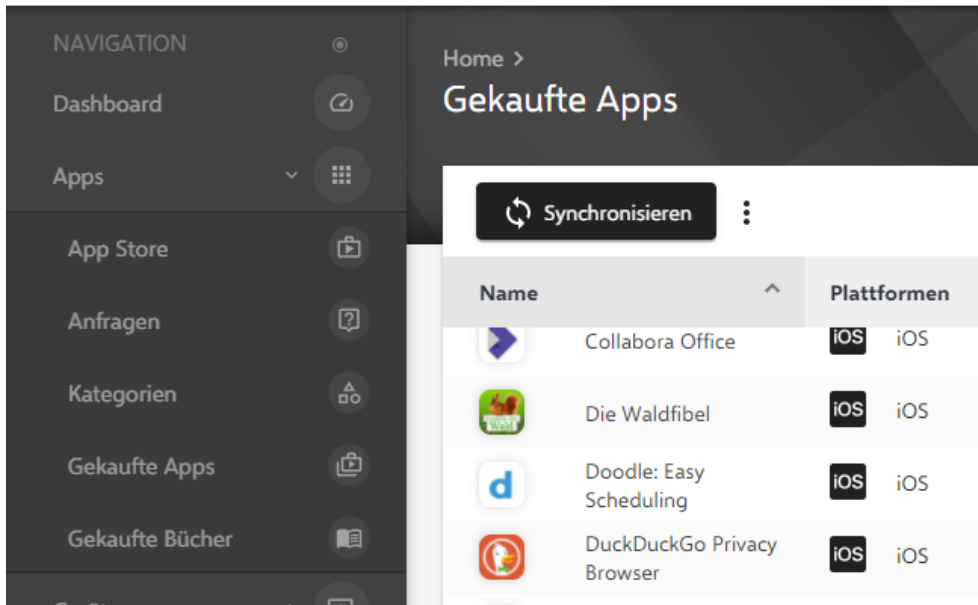 NAVIGATION
Dashboard
Apps
App Store
Anfragen
Kategorien
Gekaufte Apps
Gekaufte Bücher
Home >
Gekaufte Apps
Synchronisieren
Name
Plattformen
Collabora Office
iOS iOS
Die Waldfibel
iOS iOS
Doodle: Easy
Scheduling
iOS iOS
DuckDuckGo Privacy
Browser
iOS iOS